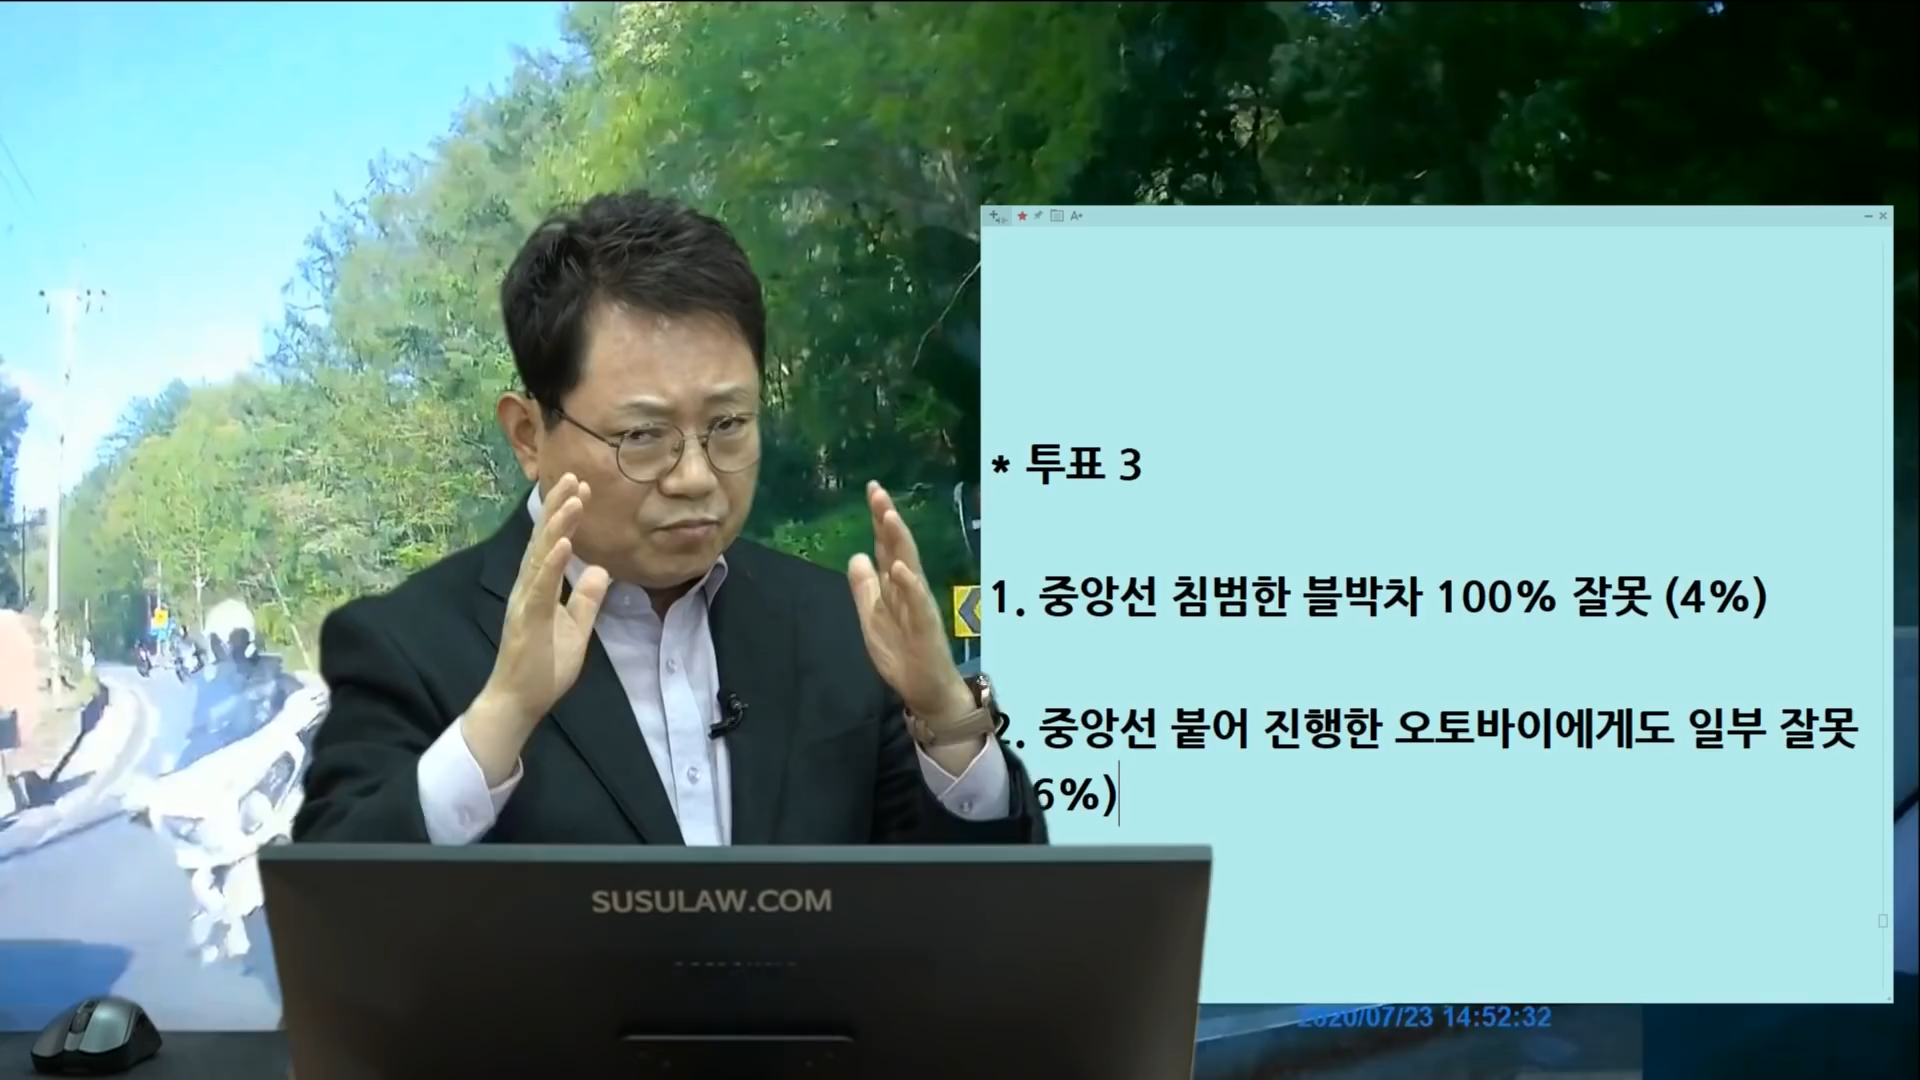 * 투표 3
1. 중앙선 침범한 블박차 100% 잘못 (4%)
2. 중앙선 붙어 진행한 오토바이에게도 일부 잘못
6%)
SUSULAW.COM
2020/07/23 14:52:32